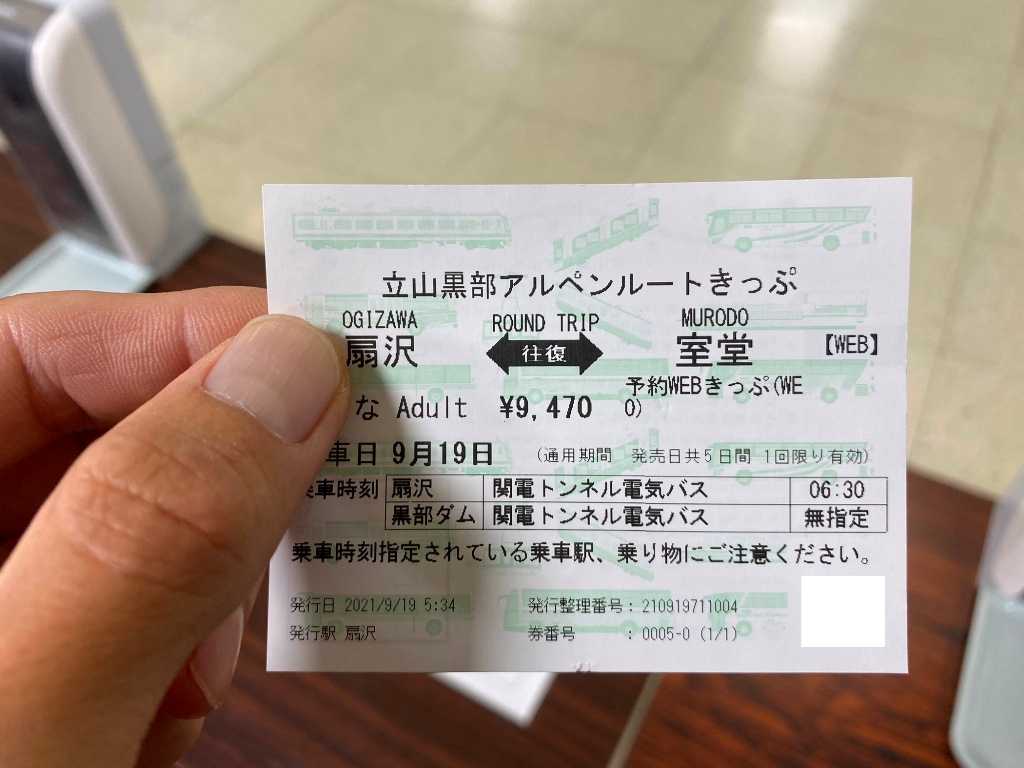 立山黒部アルペンルートきっぷ
OGIZAWA ROUND TRIP MURODO
扇沢 往復 室堂 【WEB】
な Adult ¥9,470 予約WEBきっぷ(WE
0)
車日 9月19日 (通用期間 発売日共5日間 1回限り有効)
車時刻 扇沢 関電トンネル電気バス 06:30
黒部ダム 関電トンネル電気バス 無指定
乗車時刻指定されている乗車駅、乗り物にご注意ください。
発行日 2021/9/19 5:34 発行整理番号: 210919711004
発行駅 扇沢 券番号 : 0005-0 (1/1)